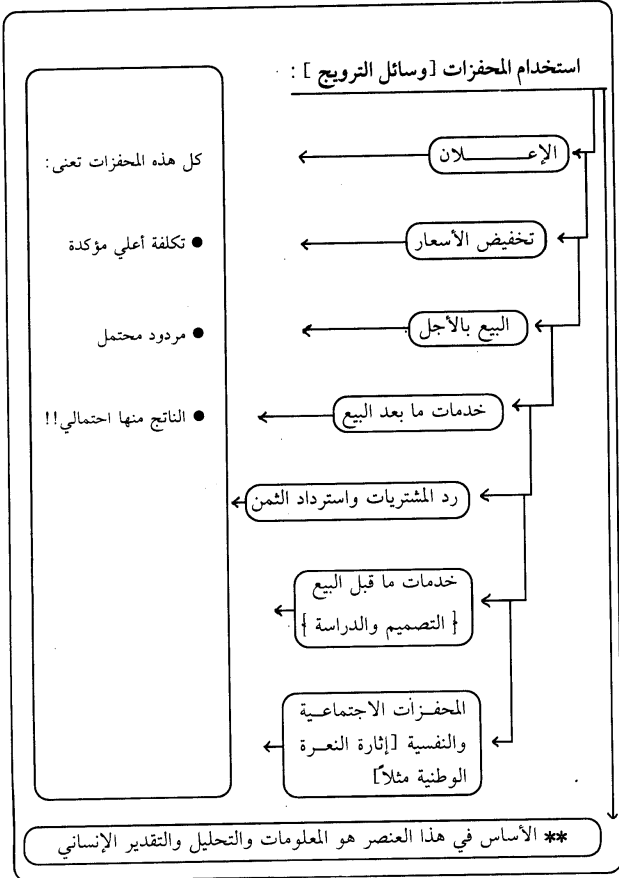 استخدام المحفزات [وسائل الترويج ] :
الإعـــــــــلان
تخفيض الأسعار
البيع بالأجل
خدمات ما بعد البيع
رد المشتريات واسترداد الثمن
خدمات ما قبل البيع
{ التصميم والدراسة }
المحفـزات الاجتماعـية
والنفسية [إثارة النعـرة
الوطنية مثلاً]
كل هذه المحفزات تعنى:
● تكلفة أعلي مؤكدة
● مردود محتمل
● الناتج منها احتمالي!!
** الأساس في هذا العنصر هو المعلومات والتحليل والتقدير الإنساني